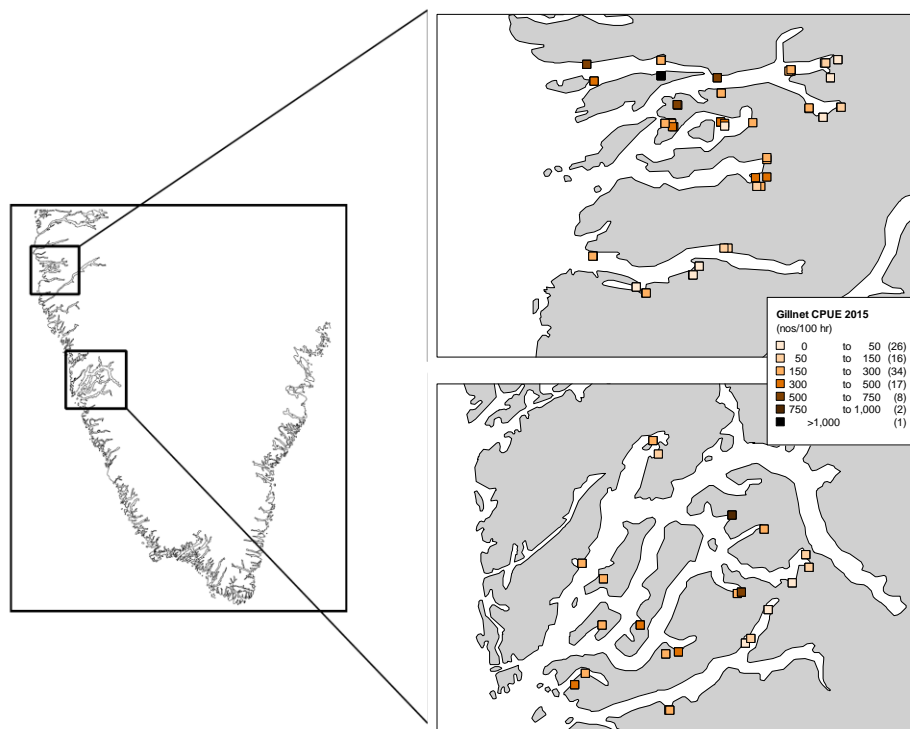 Gillnet CPUE 2015
(nos/100 hr)
0 to 50 (26)
50 to 150 (16)
150 to 300 (34)
300 to 500 (17)
500 to 750 (8)
750 to 1,000 (2)
>1,000 (1)